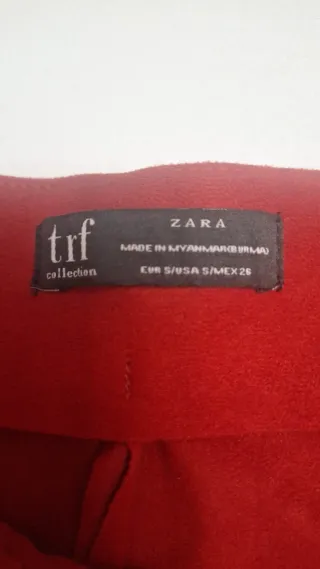 trf
collection
ZARA
MADE IN MYANMAR(BURMA)
EUR S/USA S/MEX 26